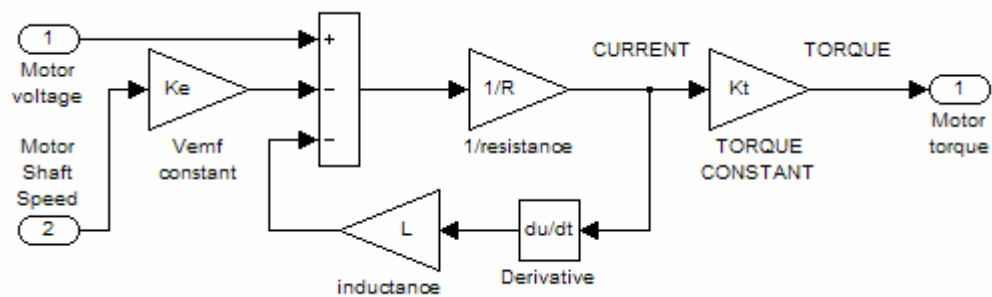 1
Motor
voltage
Motor
Shaft
Speed
2
Ke
Vemf
constant
+
−
−
1/R
1/resistance
CURRENT
Kt
TORQUE
CONSTANT
TORQUE
1
Motor
torque
L
inductance
du/dt
Derivative